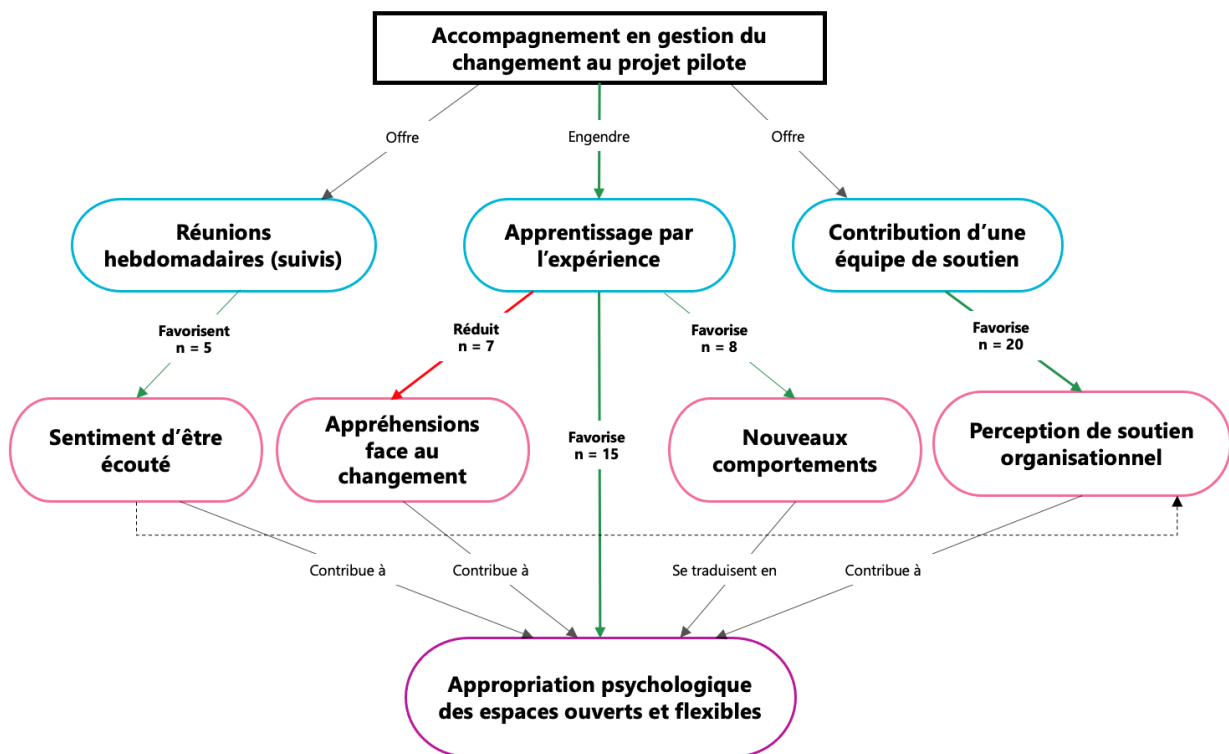 Accompagnement en gestion du
changement au projet pilote
Offre
Engendre
Offre
Réunions
hebdomadaires (suivis)
Apprentissage par
l'expérience
Contribution d'une
équipe de soutien
Favorisent
n = 5
Réduit
n = 7
Favorise
n = 8
Favorise
n = 20
Sentiment d'être
écouté
Appréhensions
face au
changement
Favorise
n = 15
Nouveaux
comportements
Perception de soutien
organisationnel
Contribue à
Contribue à
Se traduisent en
Contribue à
Appropriation psychologique
des espaces ouverts et flexibles